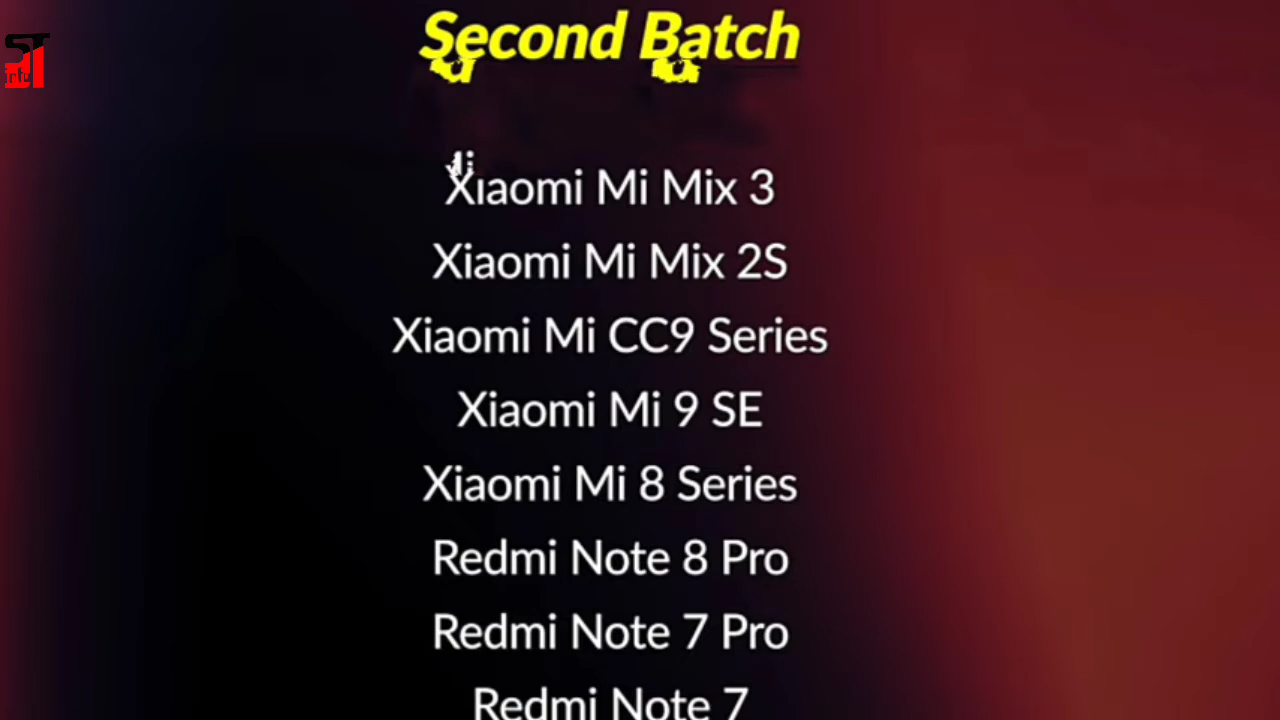 Second Batch
Xiaomi Mi Mix 3
Xiaomi Mi Mix 2S
Xiaomi Mi CC9 Series
Xiaomi Mi 9 SE
Xiaomi Mi 8 Series
Redmi Note 8 Pro
Redmi Note 7 Pro
Redmi Note 7